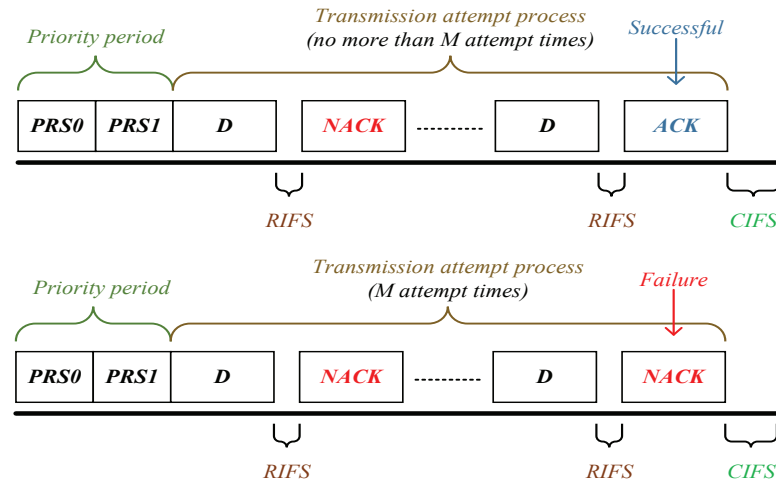 Transmission attempt process
Priority period
(no more than M attempt times)
Successful
PRS0 PRS1 D NACK D ACK
RIFS RIFS CIFS
Transmission attempt process
Priority period
(M attempt times)
Failure
PRS0 PRS1 D NACK D NACK
RIFS RIFS CIFS